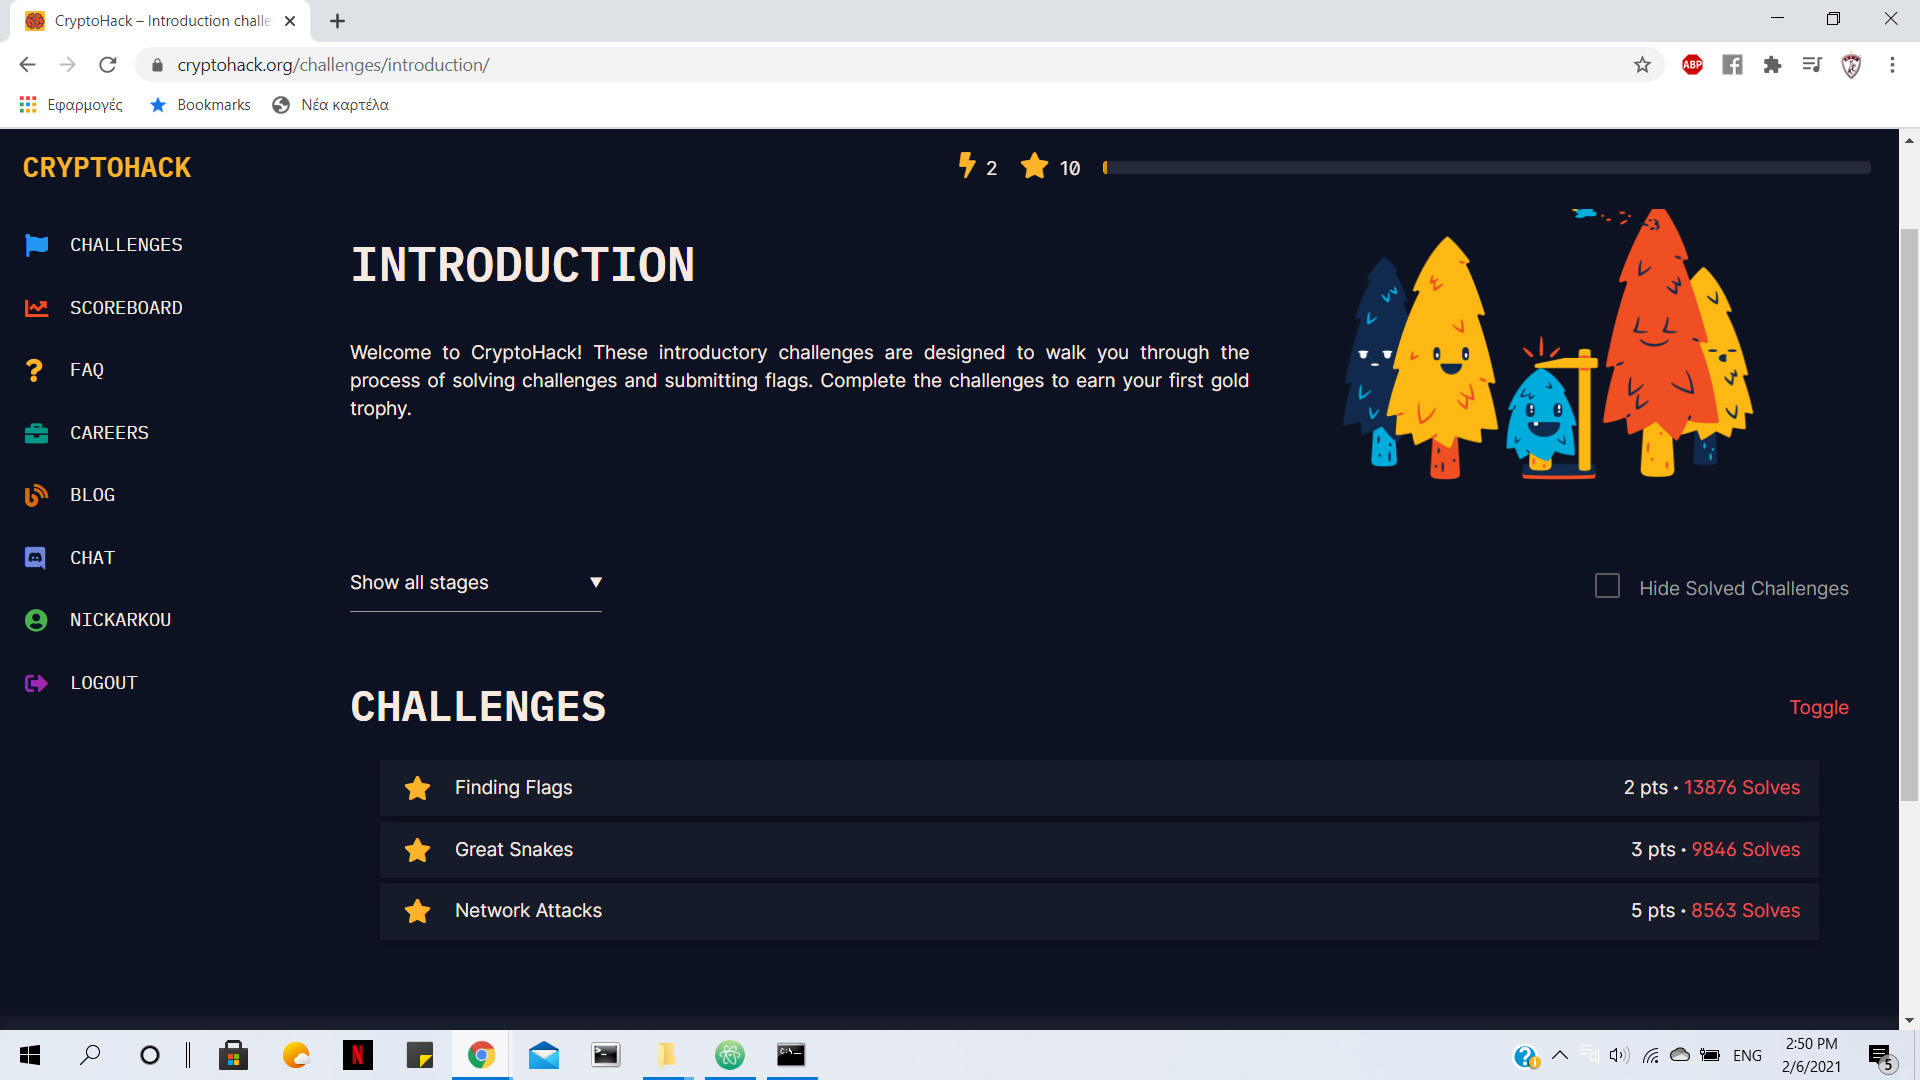 CryptoHack – Introduction challe
cryptohack.org/challenges/introduction/
ABP
Εφαρμογές
Bookmarks
Νέα καρτέλα
CRYPTOHACK
2
10
CHALLENGES
SCOREBOARD
FAQ
CAREERS
BLOG
CHAT
NICKARKOU
LOGOUT
INTRODUCTION
Welcome to CryptoHack! These introductory challenges are designed to walk you through the
process of solving challenges and submitting flags. Complete the challenges to earn your first gold
trophy.
Show all stages
Hide Solved Challenges
CHALLENGES
Toggle
Finding Flags
2 pts • 13876 Solves
Great Snakes
3 pts • 9846 Solves
Network Attacks
5 pts • 8563 Solves
ENG
2:50 PM
2/6/2021
5